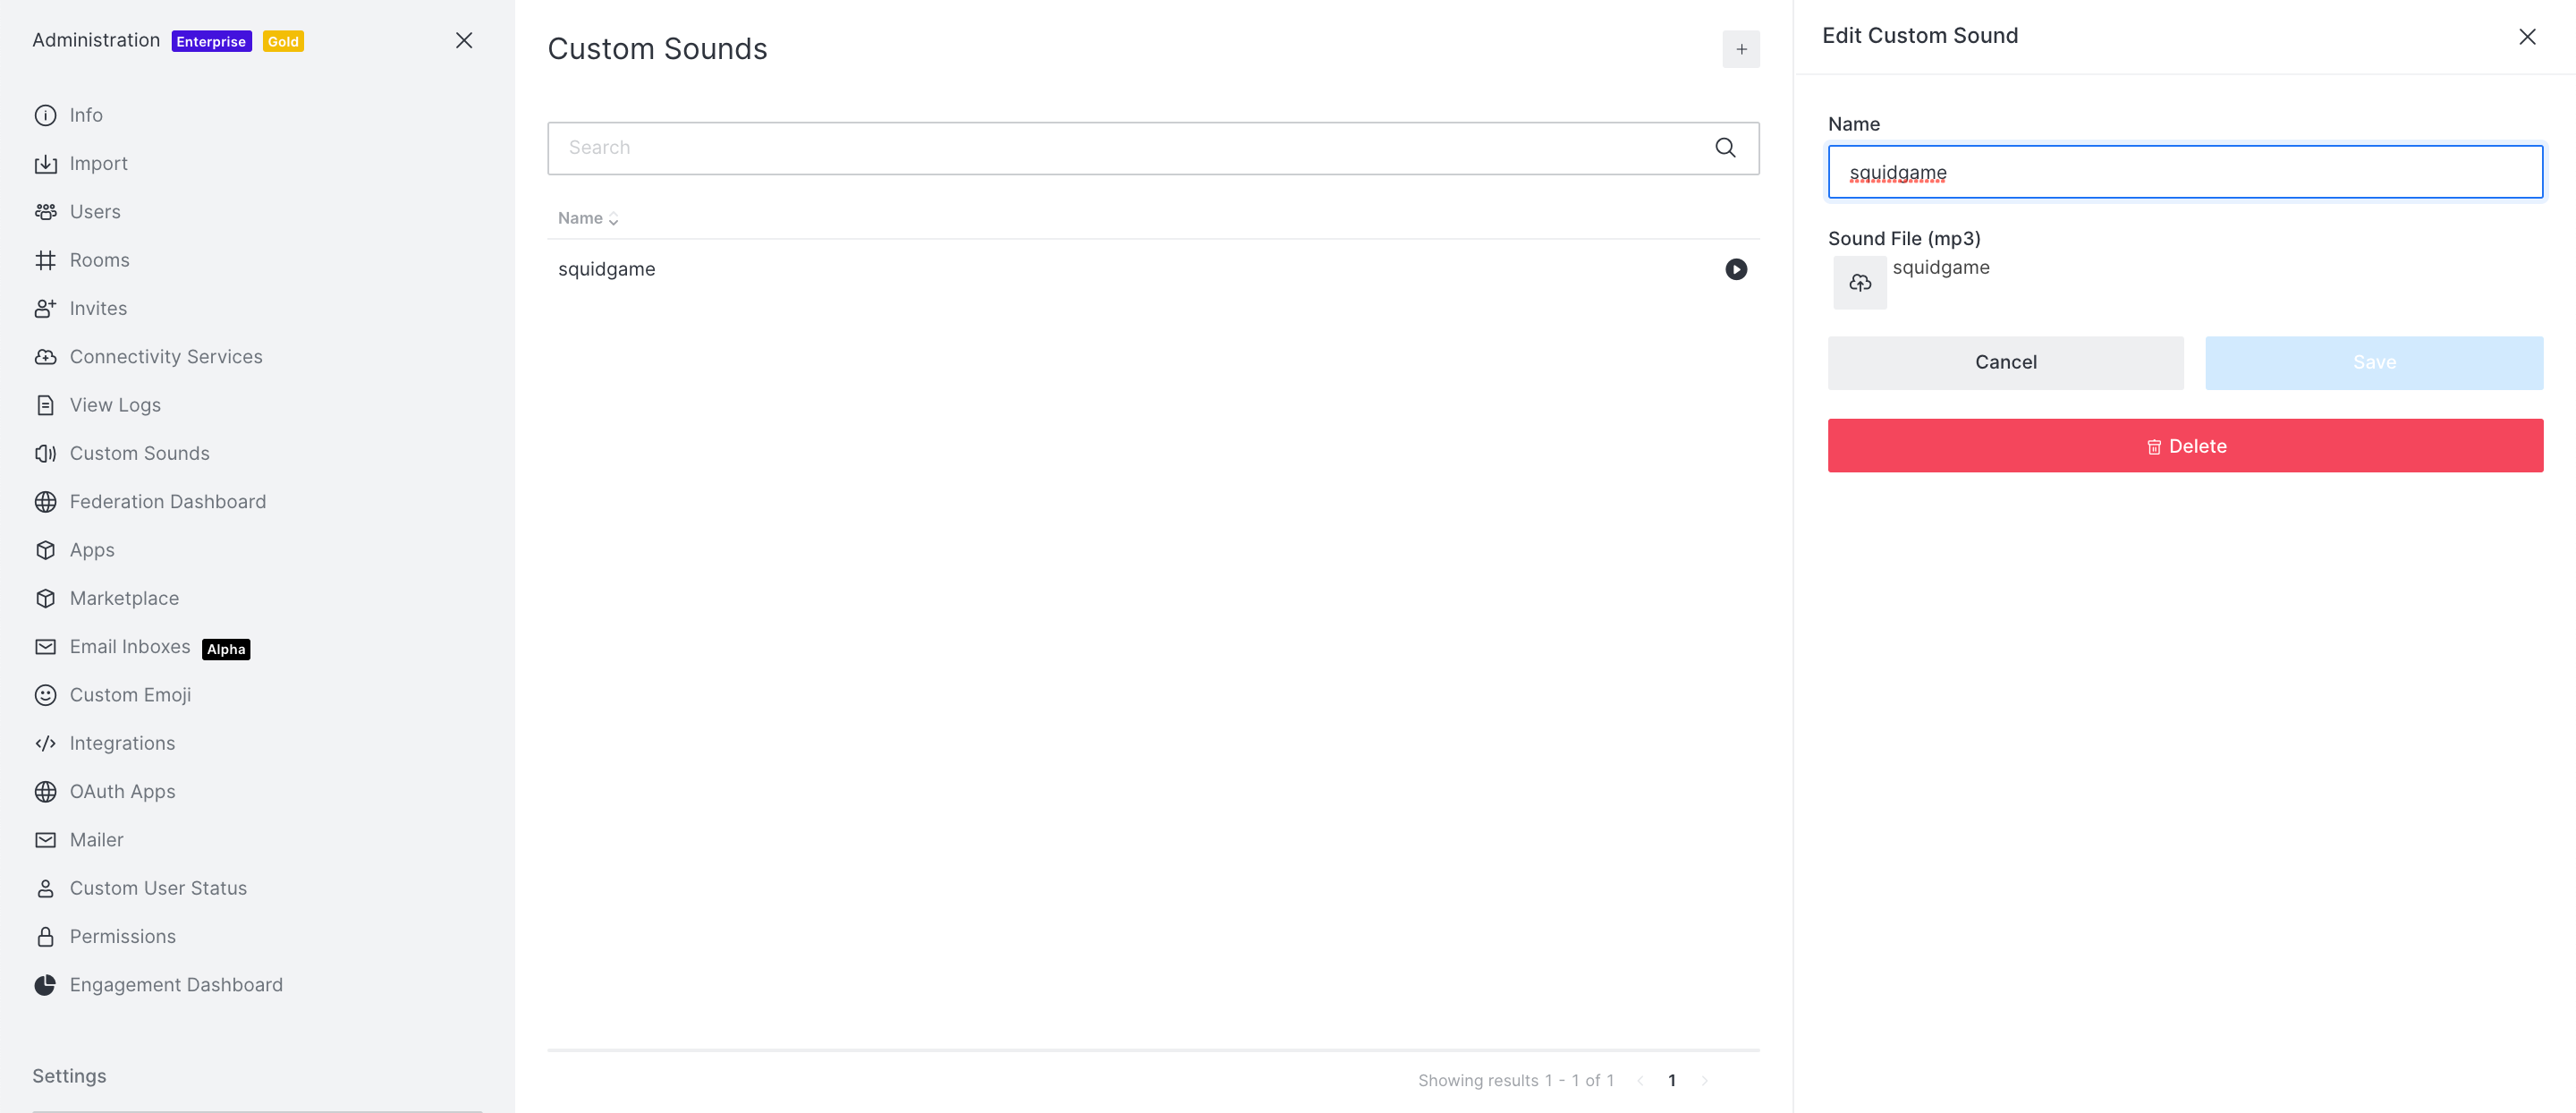 Administration Enterprise Gold
Info
Import
Users
Rooms
Invites
Connectivity Services
View Logs
Custom Sounds
Federation Dashboard
Apps
Marketplace
Email Inboxes Alpha
Custom Emoji
Integrations
OAuth Apps
Mailer
Custom User Status
Permissions
Engagement Dashboard
Settings
Custom Sounds
Search
Name
squidgame
Showing results 1 - 1 of 1
1
Edit Custom Sound
Name
squidgame
Sound File (mp3)
squidgame
Cancel
Save
Delete